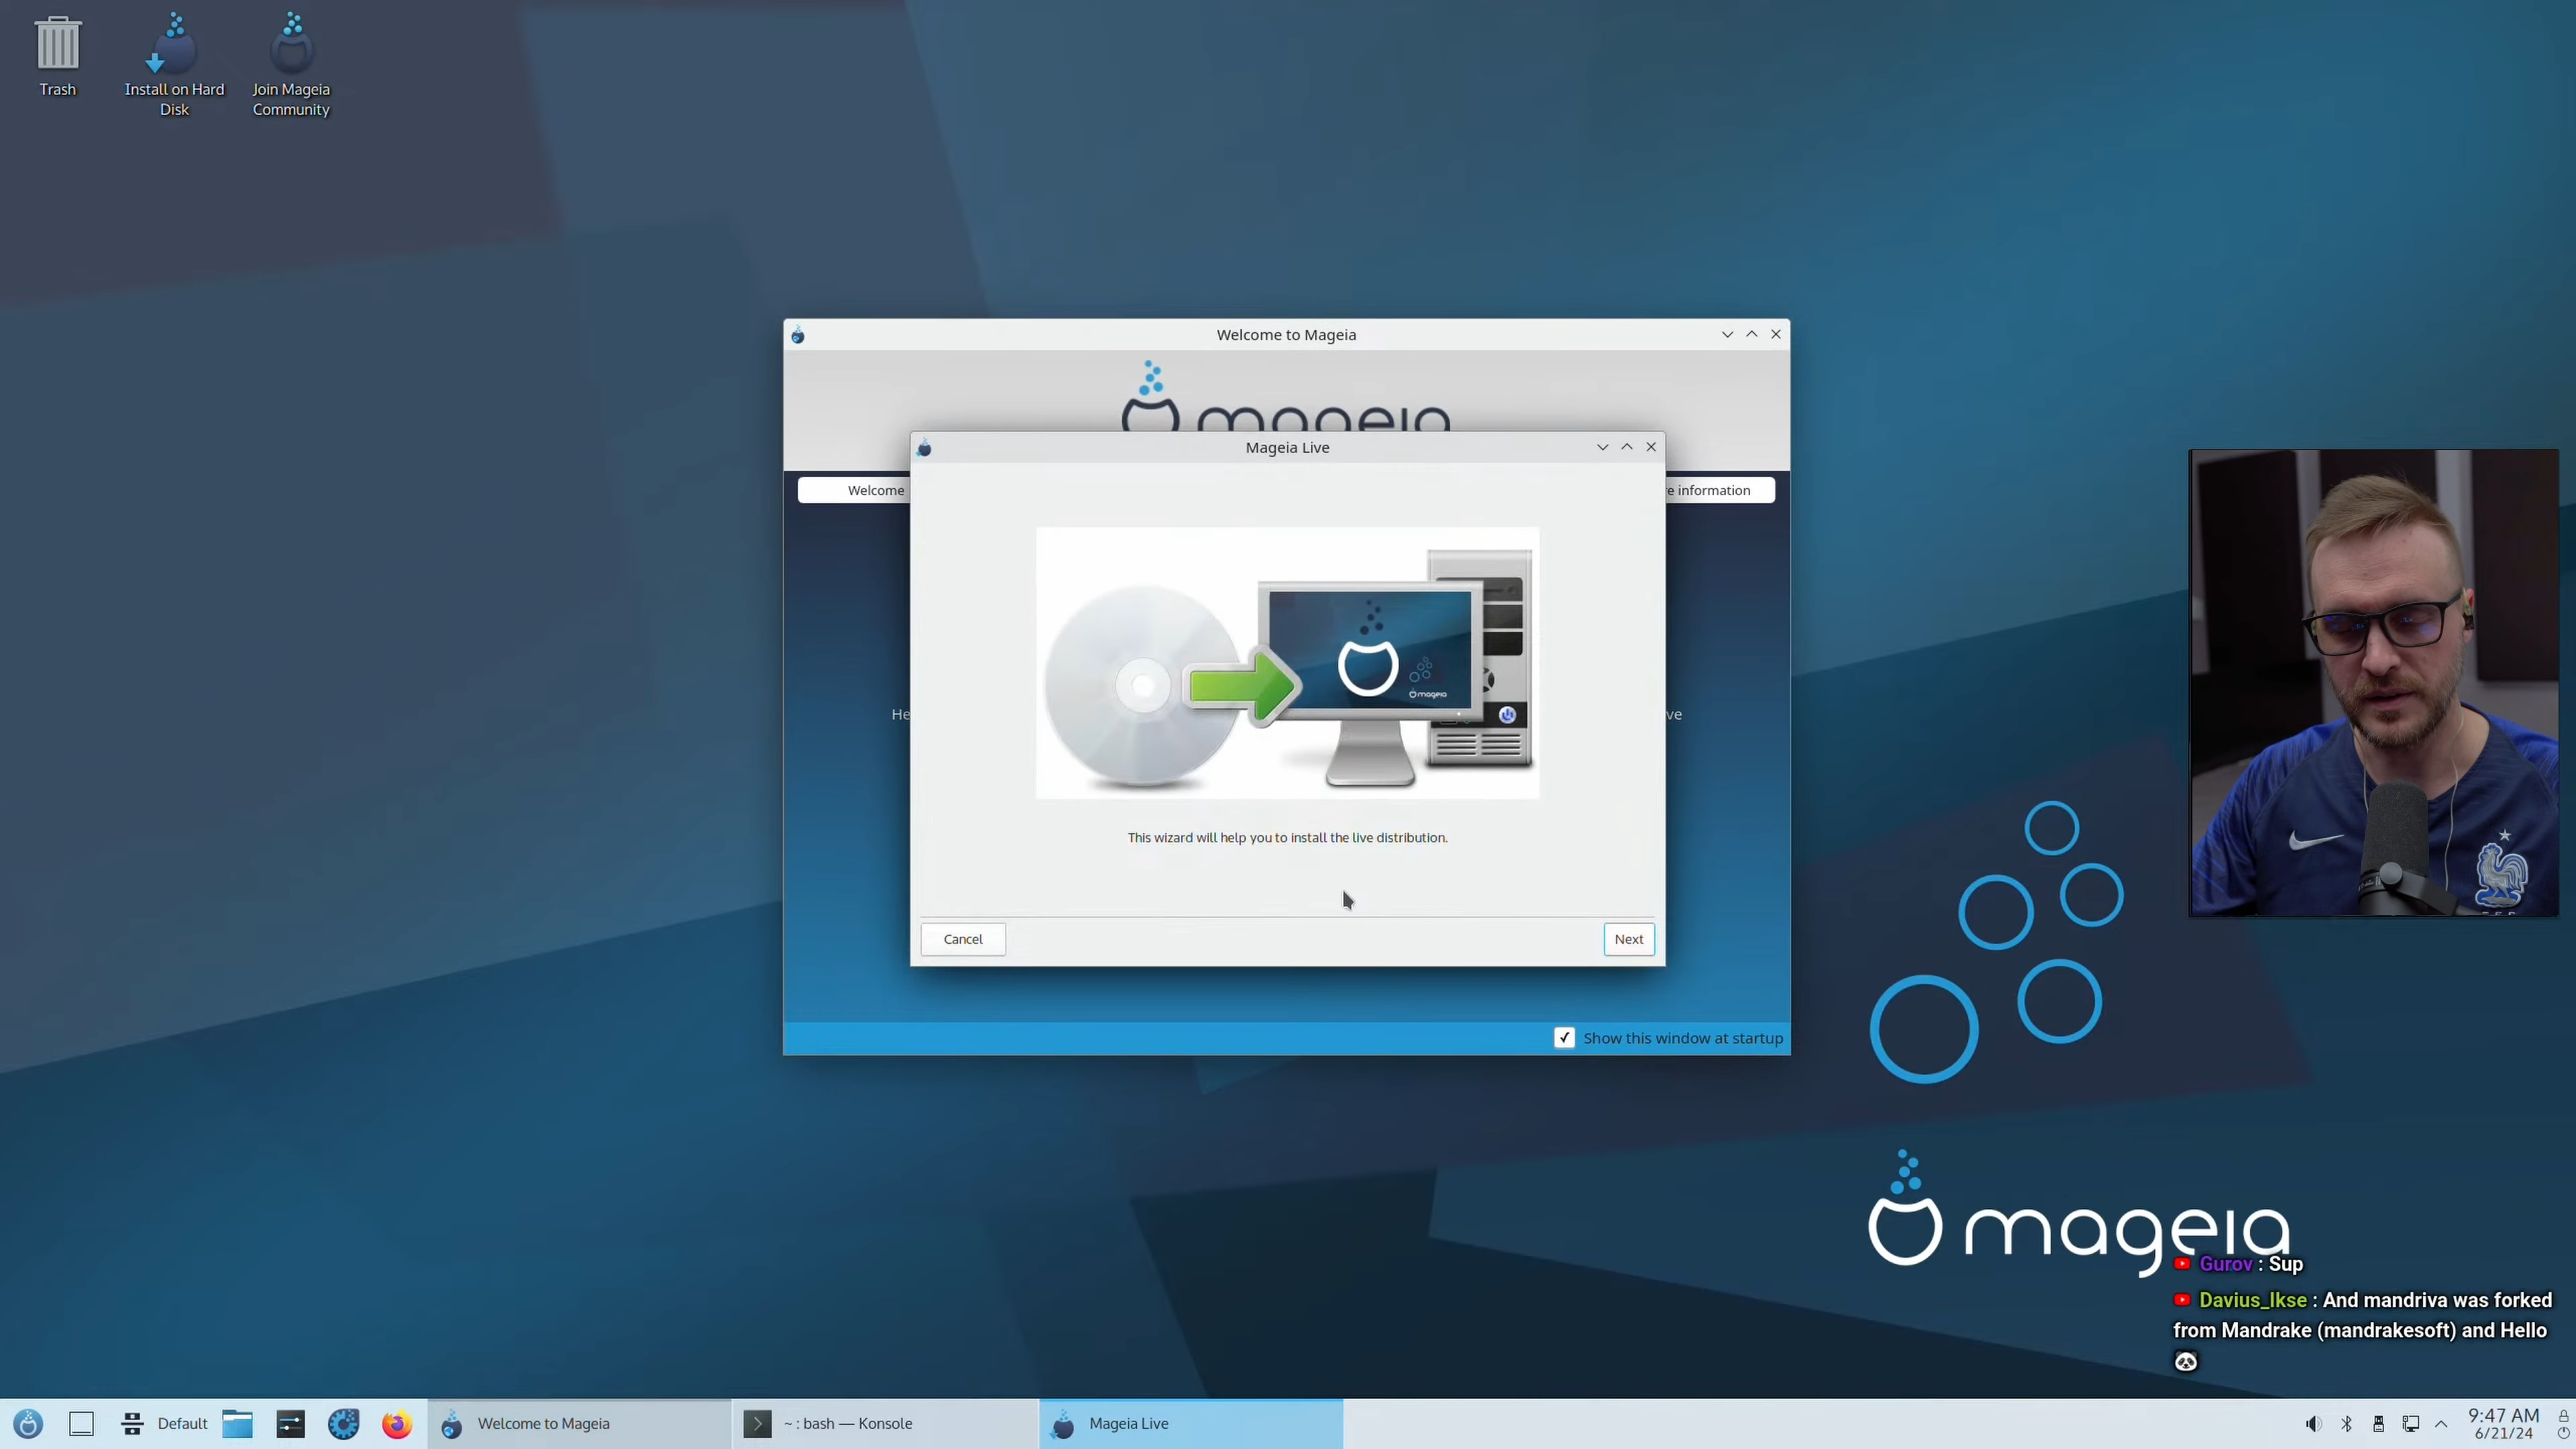 Trash
Install on Hard
Disk
Join Mageia
Community
Welcome to Mageia
mageia
Mageia Live
Welcome
e information
He
mageia
ve
This wizard will help you to install the live distribution.
Cancel
Next
Show this window at startup
mageia
Gurov : Sup
Davius_Ikse : And mandriva was forked
from Mandrake (mandrakesoft) and Hello
🐼
Default
Welcome to Mageia
~ : bash — Konsole
Mageia Live
9:47 AM
6/21/24